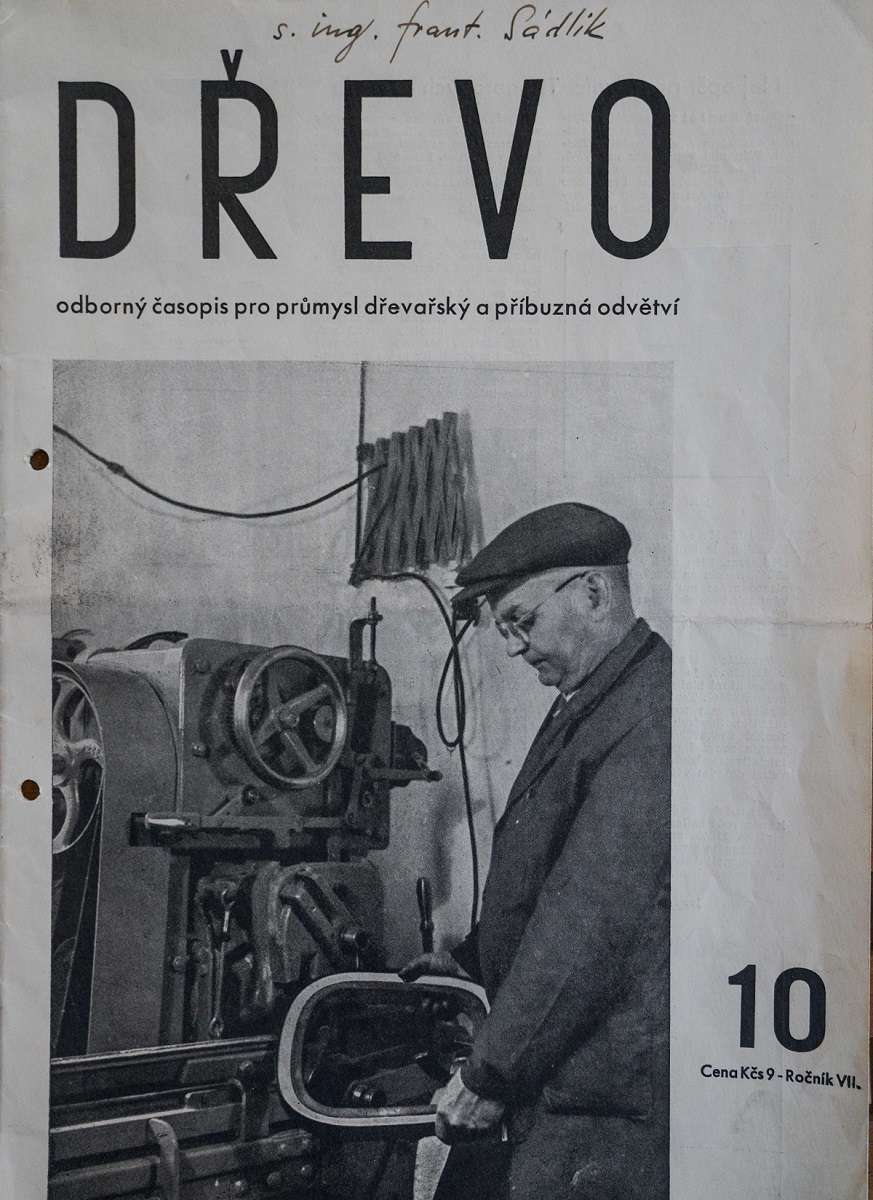 s. ing. frant. Sádlík
DŘEVO
odborný časopis pro průmysl dřevařský a příbuzná odvětví
10
Cena Kčs 9 - Ročník VII.